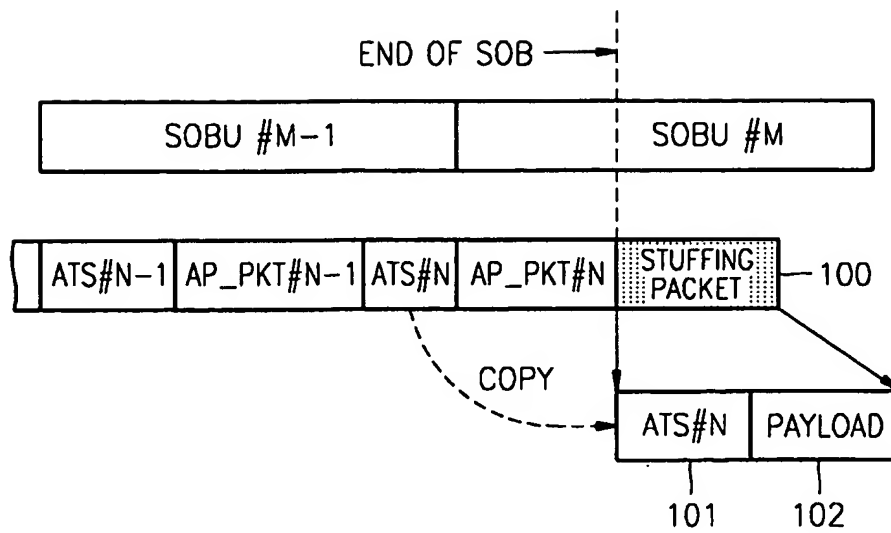 END OF SOB
SOBU #M-1
SOBU #M
ATS#N-1
AP_PKT#N-1
ATS#N
AP_PKT#N
STUFFING
PACKET
100
COPY
ATS#N
PAYLOAD
101
102